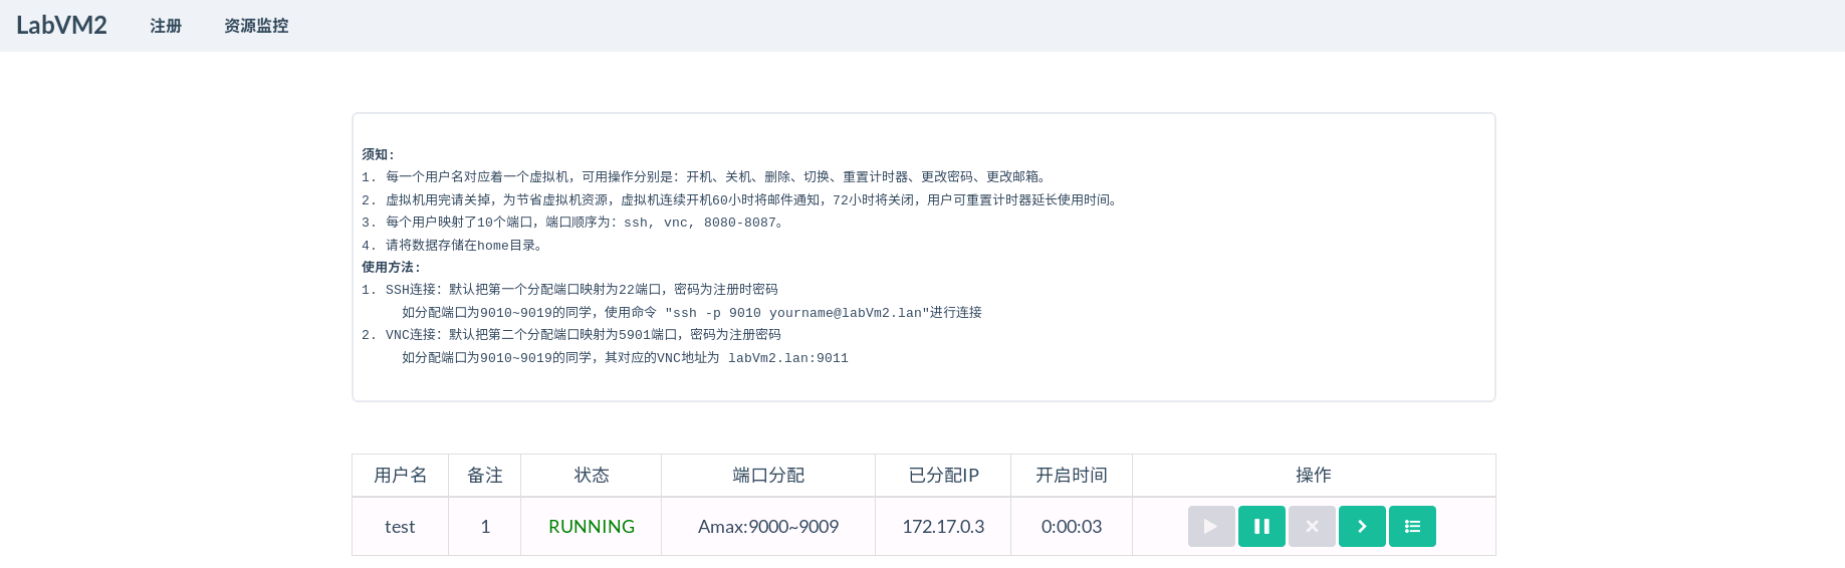 LabVM2 注册 资源监控
须知:
1. 每一个用户名对应着一个虚拟机，可用操作分别是：开机、关机、删除、切换、重置计时器、更改密码、更改邮箱。
2. 虚拟机用完请关掉，为节省虚拟机资源，虚拟机连续开机60小时将邮件通知，72小时将关闭，用户可重置计时器延长使用时间。
3. 每个用户映射了10个端口，端口顺序为：ssh, vnc, 8080-8087。
4. 请将数据存储在home目录。
使用方法:
1. SSH连接：默认把第一个分配端口映射为22端口，密码为注册时密码
如分配端口为9010~9019的同学，使用命令 "ssh -p 9010 yourname@labVm2.lan"进行连接
2. VNC连接：默认把第二个分配端口映射为5901端口，密码为注册密码
如分配端口为9010~9019的同学，其对应的VNC地址为 labVm2.lan:9011
用户名 备注 状态 端口分配 已分配IP 开启时间 操作
test 1 RUNNING Amax:9000~9009 172.17.0.3 0:00:03